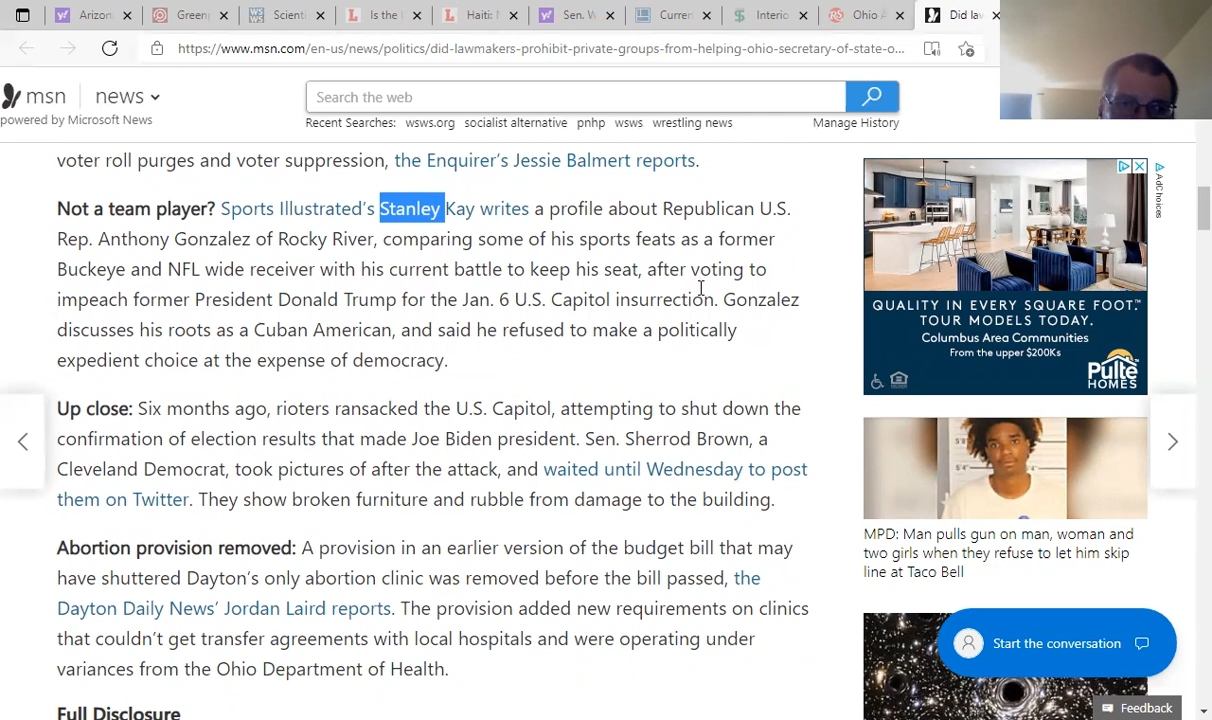 Arizon
Green
Scienti
Is the I
Haiti:
Sen. W
Curren
Interio
Ohio A
Did law
https://www.msn.com/en-us/news/politics/did-lawmakers-prohibit-private-groups-from-helping-ohio-secretary-of-state-o...
msn
news
powered by Microsoft News
Search the web
Recent Searches: wsws.org socialist alternative pnhp wsws wrestling news
Manage History
voter roll purges and voter suppression, the Enquirer's Jessie Balmert reports.
Not a team player? Sports Illustrated's Stanley Kay writes a profile about Republican U.S.
Rep. Anthony Gonzalez of Rocky River, comparing some of his sports feats as a former
Buckeye and NFL wide receiver with his current battle to keep his seat, after voting to
impeach former President Donald Trump for the Jan. 6 U.S. Capitol insurrection. Gonzalez
discusses his roots as a Cuban American, and said he refused to make a politically
expedient choice at the expense of democracy.
Up close: Six months ago, rioters ransacked the U.S. Capitol, attempting to shut down the
confirmation of election results that made Joe Biden president. Sen. Sherrod Brown, a
Cleveland Democrat, took pictures of after the attack, and waited until Wednesday to post
them on Twitter. They show broken furniture and rubble from damage to the building.
Abortion provision removed: A provision in an earlier version of the budget bill that may
have shuttered Dayton's only abortion clinic was removed before the bill passed, the
Dayton Daily News' Jordan Laird reports. The provision added new requirements on clinics
that couldn't get transfer agreements with local hospitals and were operating under
variances from the Ohio Department of Health.
Full Disclosure
AdChoices
QUALITY IN EVERY SQUARE FOOT.™
TOUR MODELS TODAY.
Columbus Area Communities
From the upper $200Ks
Pulte
HOMES
MPD: Man pulls gun on man, woman and
two girls when they refuse to let him skip
line at Taco Bell
Start the conversation
Feedback